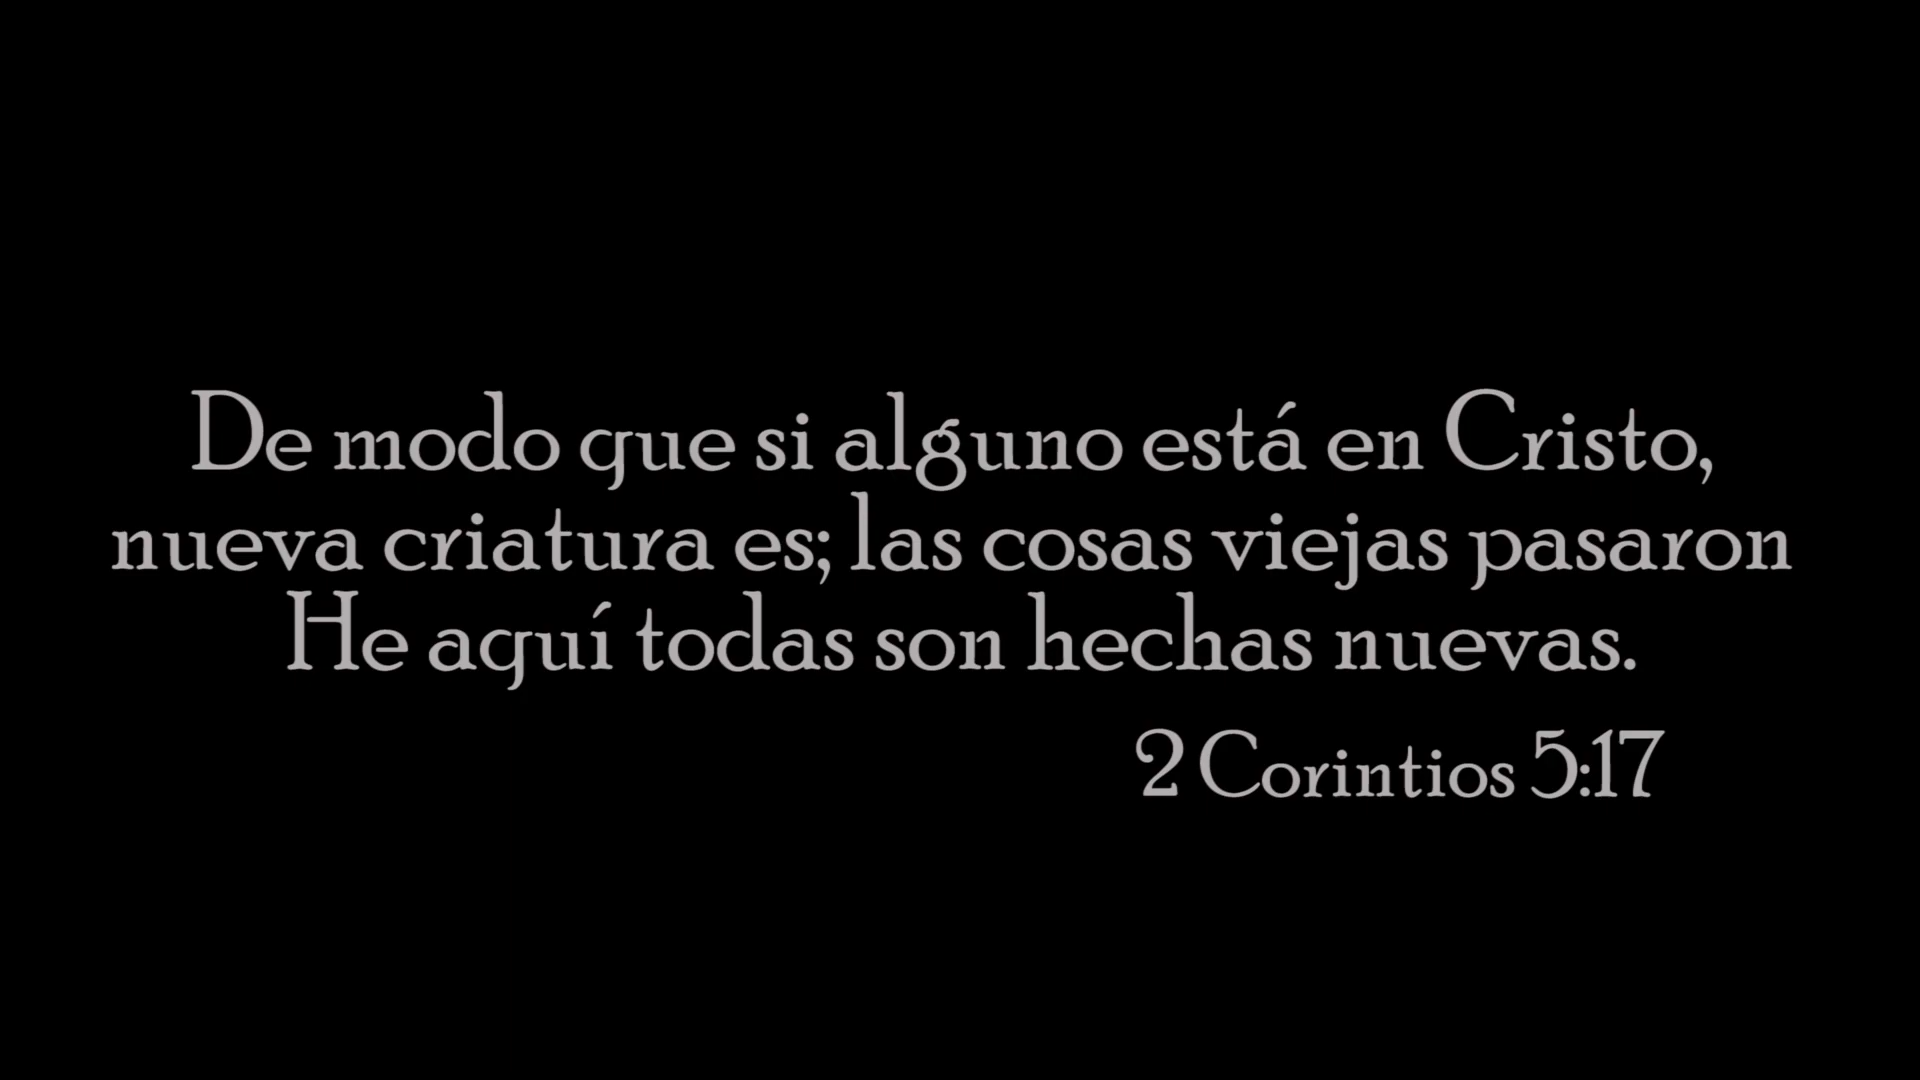 De modo que si alguno está en Cristo,
nueva criatura es; las cosas viejas pasaron
He aquí todas son hechas nuevas.
2 Corintios 5:17